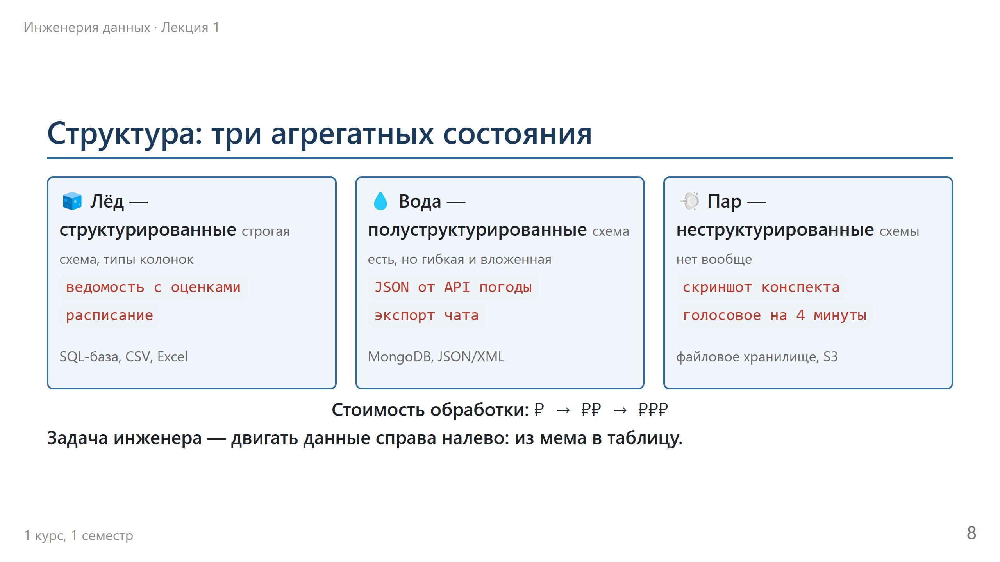 Инженерия данных · Лекция 1
Структура: три агрегатных состояния
Лёд —
структурированные строгая
схема, типы колонок
ведомость с оценками
расписание
SQL-база, CSV, Excel
Вода —
полуструктурированные схема
есть, но гибкая и вложенная
JSON от API погоды
экспорт чата
MongoDB, JSON/XML
Пар —
неструктурированные схемы
нет вообще
скриншот конспекта
голосовое на 4 минуты
файловое хранилище, S3
Стоимость обработки: ₽ → ₽₽ → ₽₽₽
Задача инженера — двигать данные справа налево: из мема в таблицу.
1 курс, 1 семестр
8